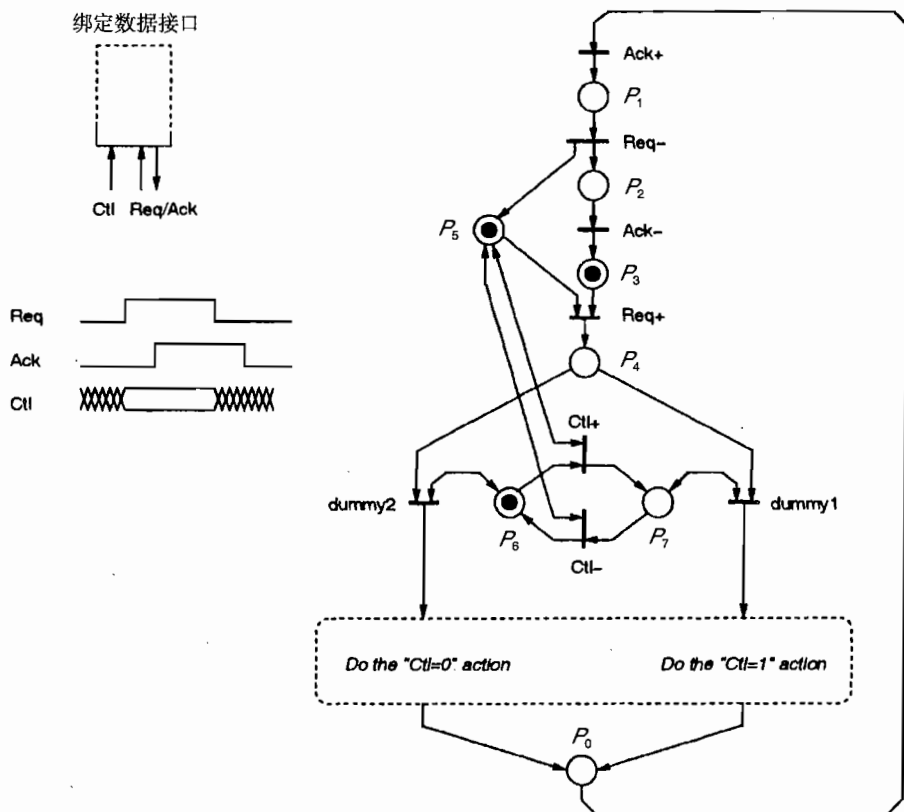 绑定数据接口
Ctl Req/Ack
Req
Ack
Ctl
Ack+
P1
Req−
P2
P5
Ack−
P3
Req+
P4
Ctl+
dummy2
dummy1
P6
P7
Ctl−
Do the "Ctl=0" action
Do the "Ctl=1" action
P0